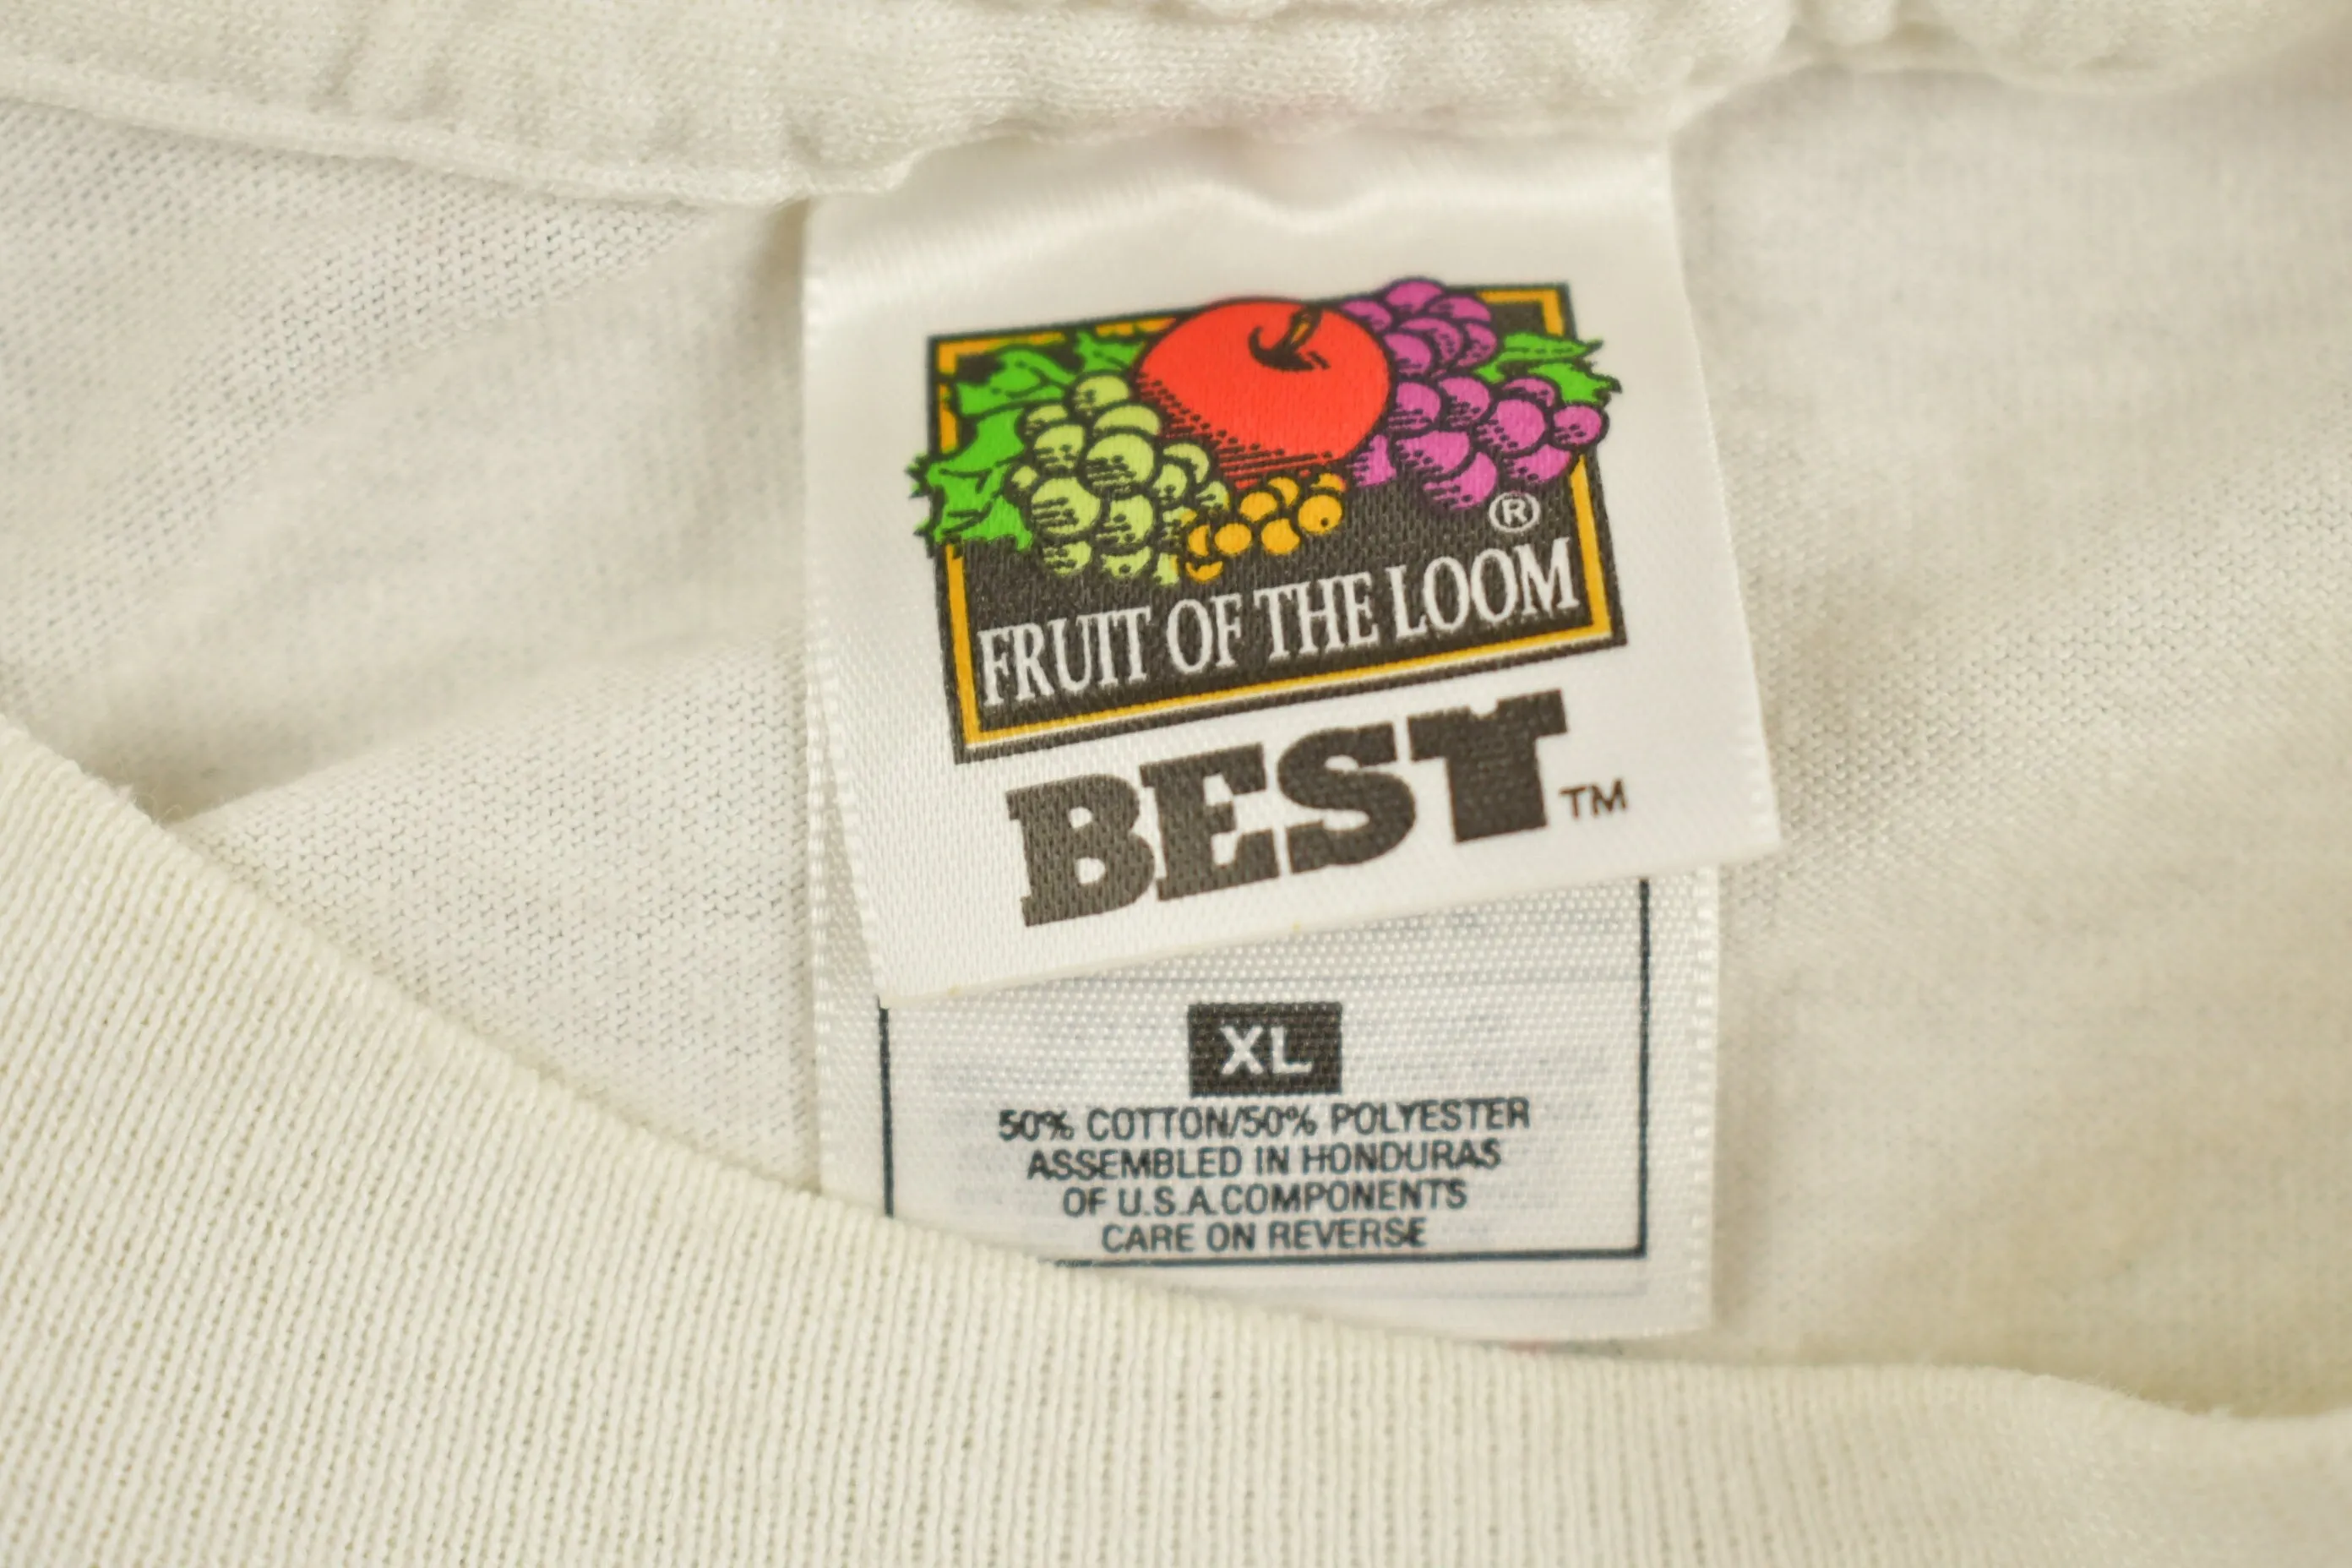 ®
FRUIT OF THE LOOM
BEST™
XL
50% COTTON/50% POLYESTER
ASSEMBLED IN HONDURAS
OF U.S.A.COMPONENTS
CARE ON REVERSE